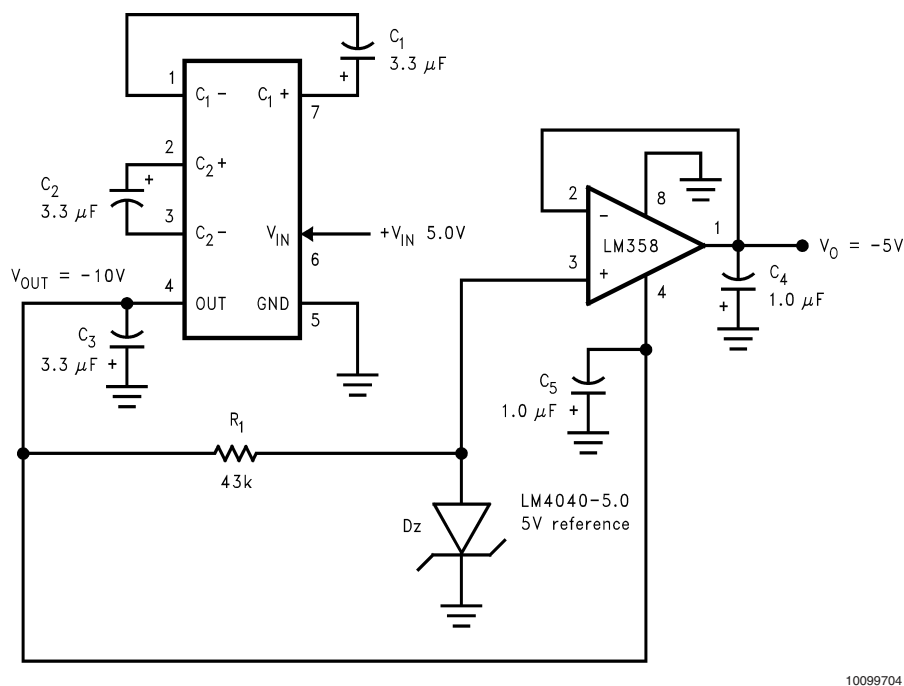 C1
3.3 μF
1
C1 −
C1 +
7
2
C2 +
+
+
C2
3.3 μF
3
C2 −
VIN
+VIN 5.0V
6
VOUT = −10V
4
OUT
GND
5
C3
3.3 μF +
2
−
8
LM358
1
VO = −5V
3
+
4
C4
+
1.0 μF
C5
1.0 μF +
R1
43k
LM4040−5.0
5V reference
Dz
10099704